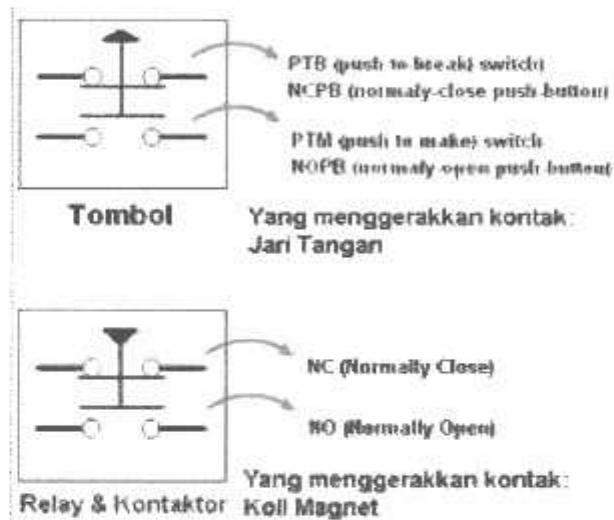 PTB (push to break) switch
NCPB (normaly-close push-button)
PTM (push to make) switch
NOPB (normaly-open push-button)
Tombol
Yang menggerakkan kontak:
Jari Tangan
NC (Normally Close)
NO (Normally Open)
Relay & Kontaktor
Yang menggerakkan kontak:
Koil Magnet